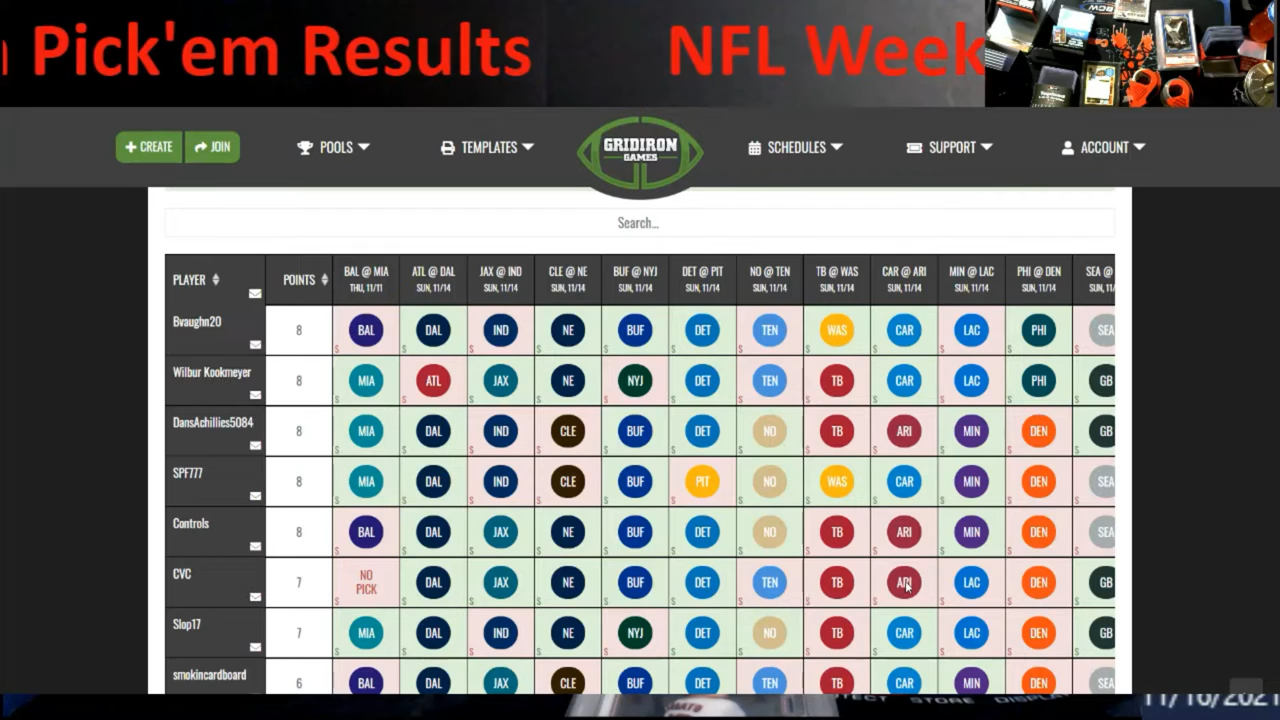 Pick'em Results NFL Week
CREATE JOIN POOLS TEMPLATES GRIDIRON GAMES SCHEDULES SUPPORT ACCOUNT
Search...
PLAYER POINTS BAL @ MIA ATL @ DAL JAX @ IND CLE @ NE BUF @ NYJ DET @ PIT NO @ TEN TB @ WAS CAR @ ARI MIN @ LAC PHI @ DEN SEA @
THU, 11/11 SUN, 11/14 SUN, 11/14 SUN, 11/14 SUN, 11/14 SUN, 11/14 SUN, 11/14 SUN, 11/14 SUN, 11/14 SUN, 11/14 SUN, 11/14 SUN, 11/
Bvaughn20 8 BAL DAL IND NE BUF DET TEN WAS CAR LAC PHI SEA
Wilbur Kookmeyer 8 MIA ATL JAX NE NYJ DET TEN TB CAR LAC PHI GB
DansAchillies5084 8 MIA DAL IND CLE BUF DET NO TB ARI MIN DEN GB
SPF777 8 MIA DAL IND CLE BUF PIT NO WAS CAR MIN DEN SEA
Controls 8 BAL DAL JAX NE BUF DET NO TB ARI MIN DEN SEA
CVC 7 NO PICK DAL JAX NE BUF DET TEN TB ARI LAC DEN GB
Slop17 7 MIA DAL IND NE NYJ DET NO TB CAR LAC DEN GB
smokincardboard 6 BAL DAL JAX CLE BUF DET TEN TB CAR MIN DEN GB
STORE DISPLA 11/16/2021